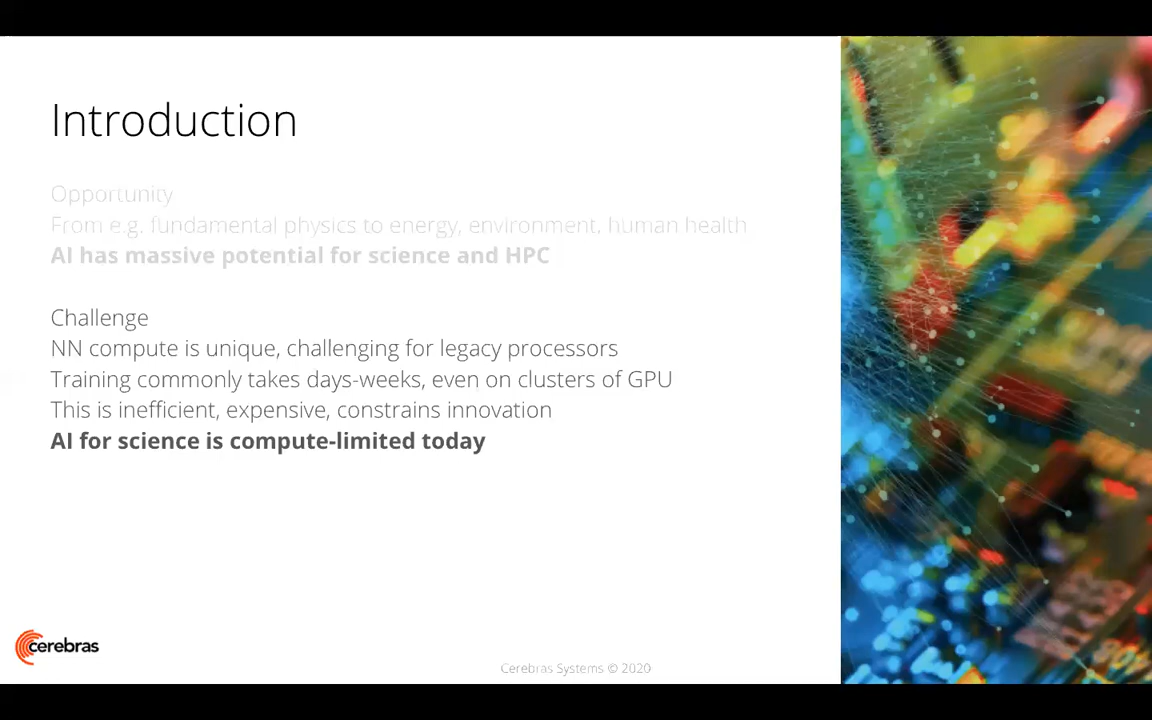 Introduction
Opportunity
From e.g. fundamental physics to energy, environment, human health
AI has massive potential for science and HPC
Challenge
NN compute is unique, challenging for legacy processors
Training commonly takes days-weeks, even on clusters of GPU
This is inefficient, expensive, constrains innovation
AI for science is compute-limited today
cerebras
Cerebras Systems © 2020